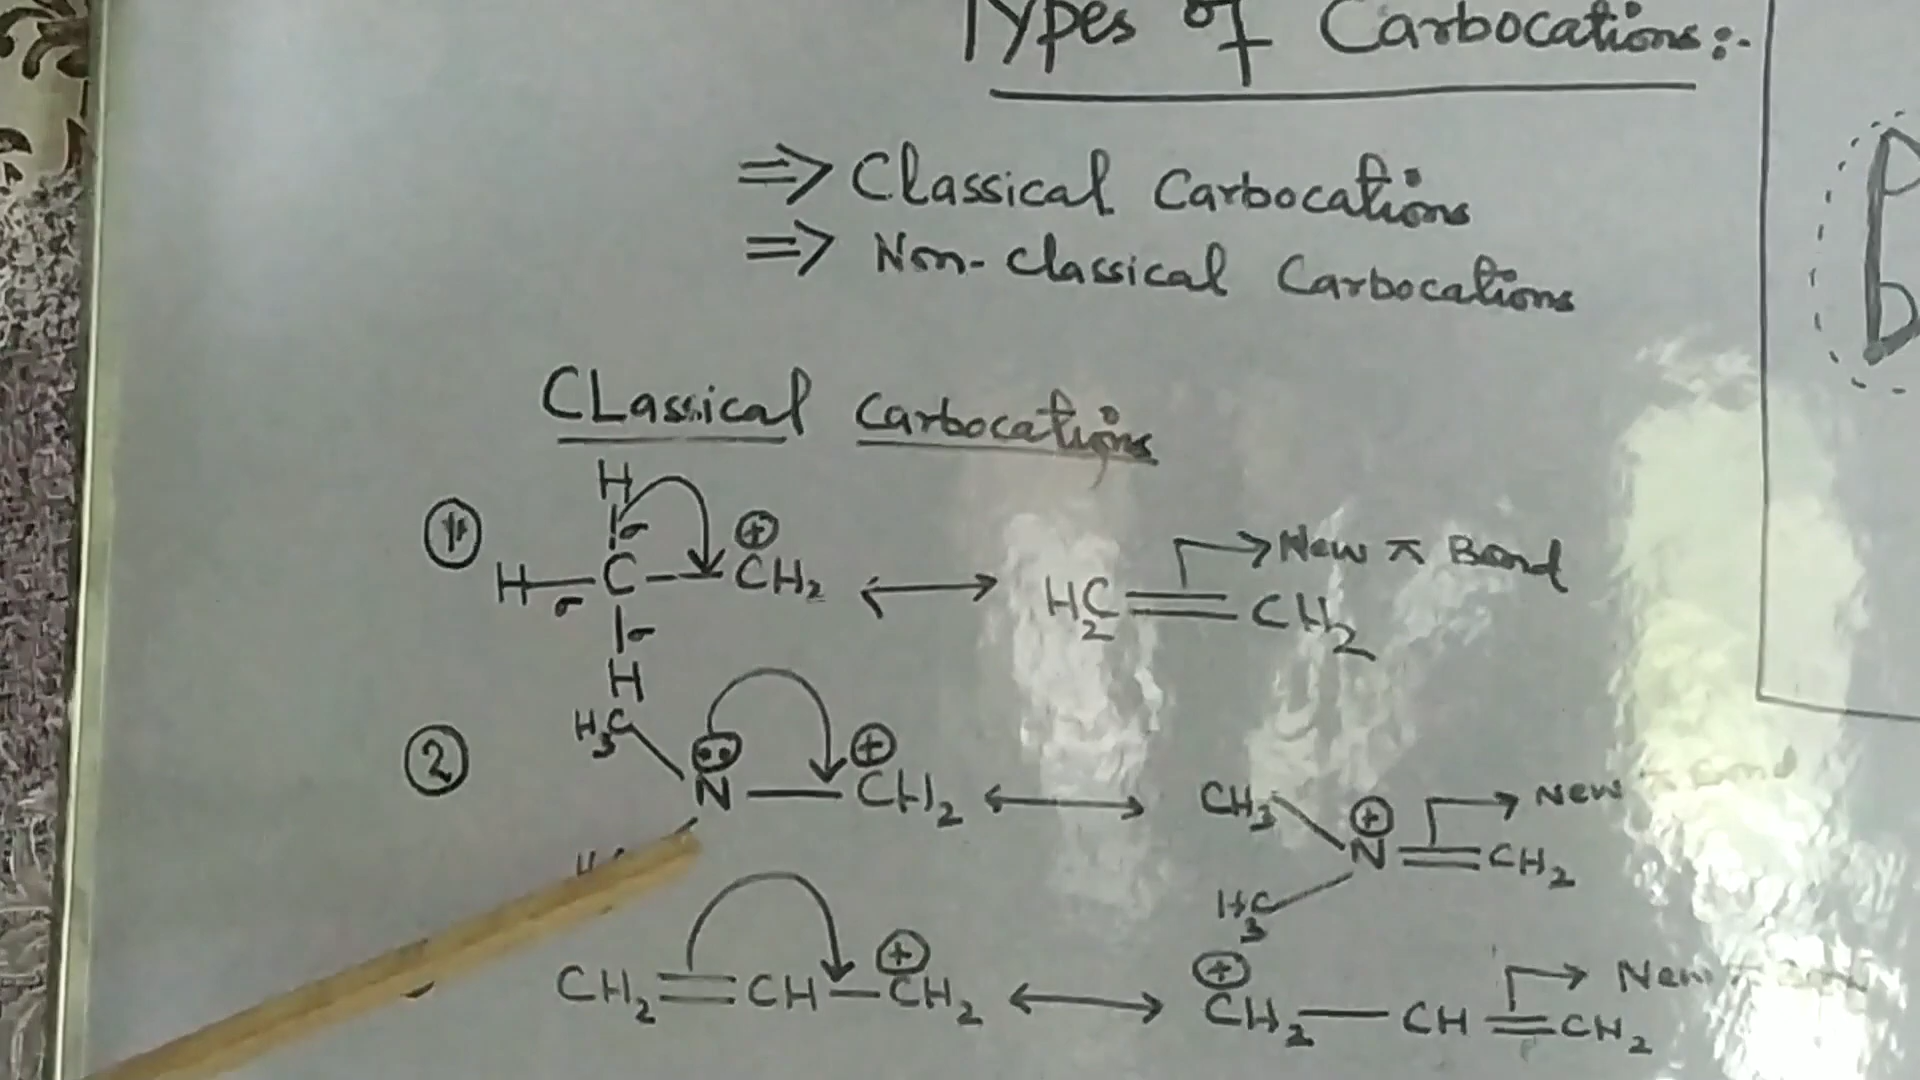 Types of Carbocations:-
⇒ Classical Carbocations
⇒ Non-classical Carbocations
CLassical carbocations
H
① H—C—CH₂ ⊕ ⟷ H₂C=CH₂ → New π Bond
σ σ σ
H
② H₃C N—CH₂ ⊕ ⟷ CH₃ N ⊕ =CH₂ → New π Bond
H₃C
CH₂=CH—CH₂ ⊕ ⟷ ⊕ CH₂—CH=CH₂ → New π